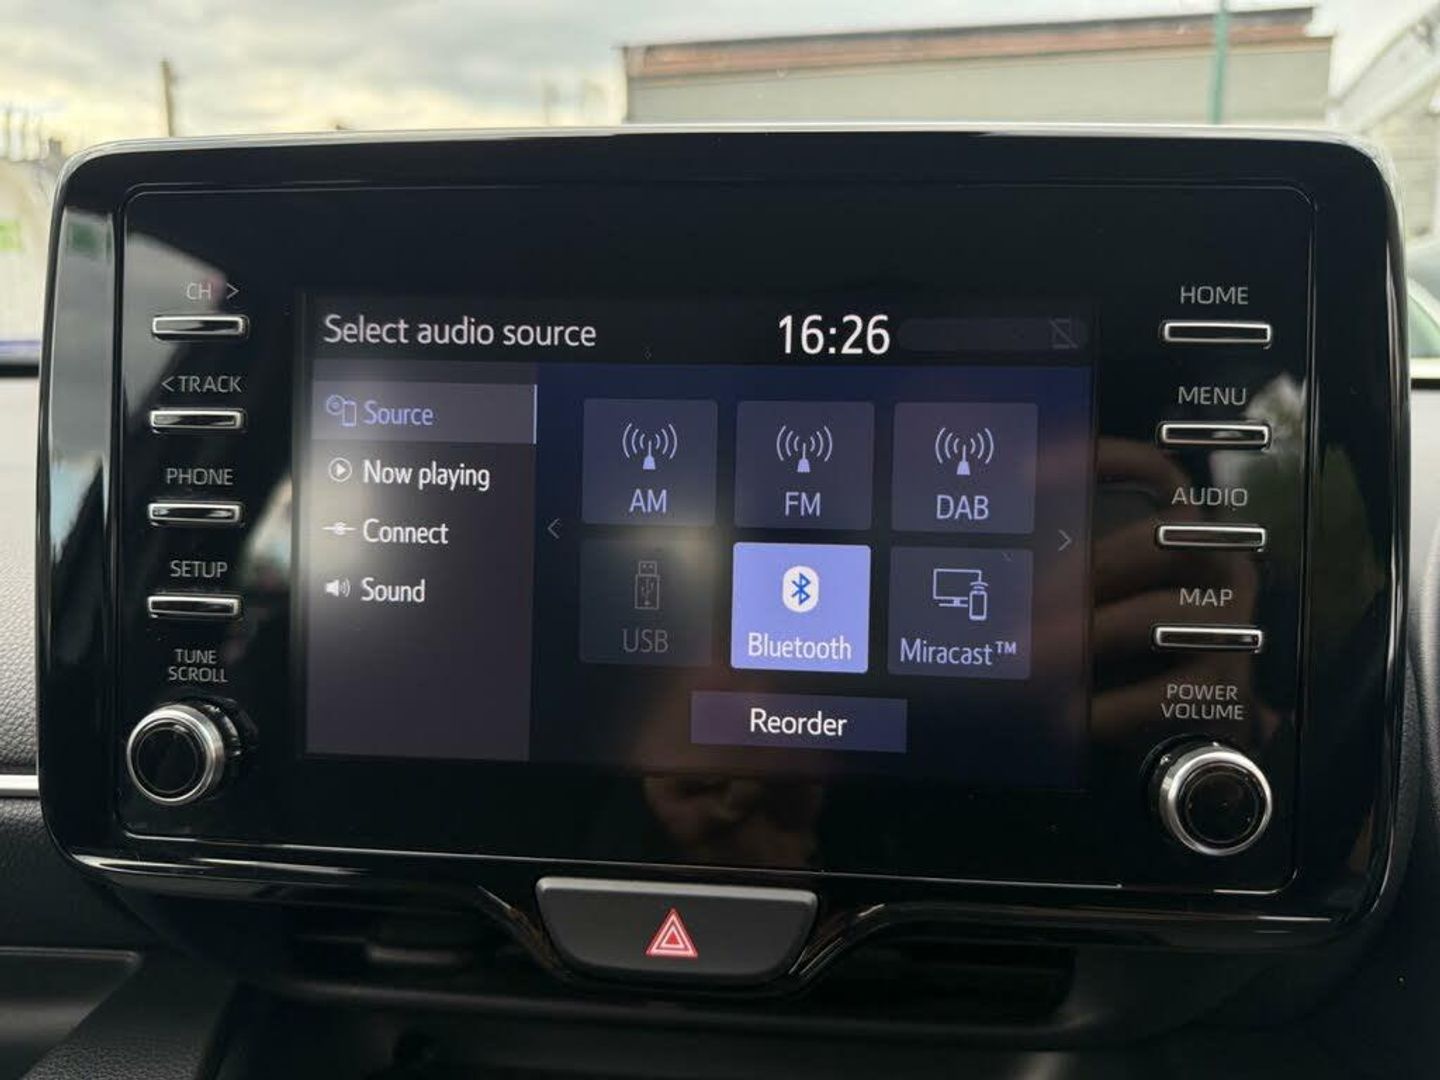 CH >
< TRACK
PHONE
SETUP
TUNE
SCROLL
Select audio source
16:26
Source
Now playing
Connect
Sound
AM
FM
DAB
USB
Bluetooth
Miracast™
Reorder
HOME
MENU
AUDIO
MAP
POWER
VOLUME